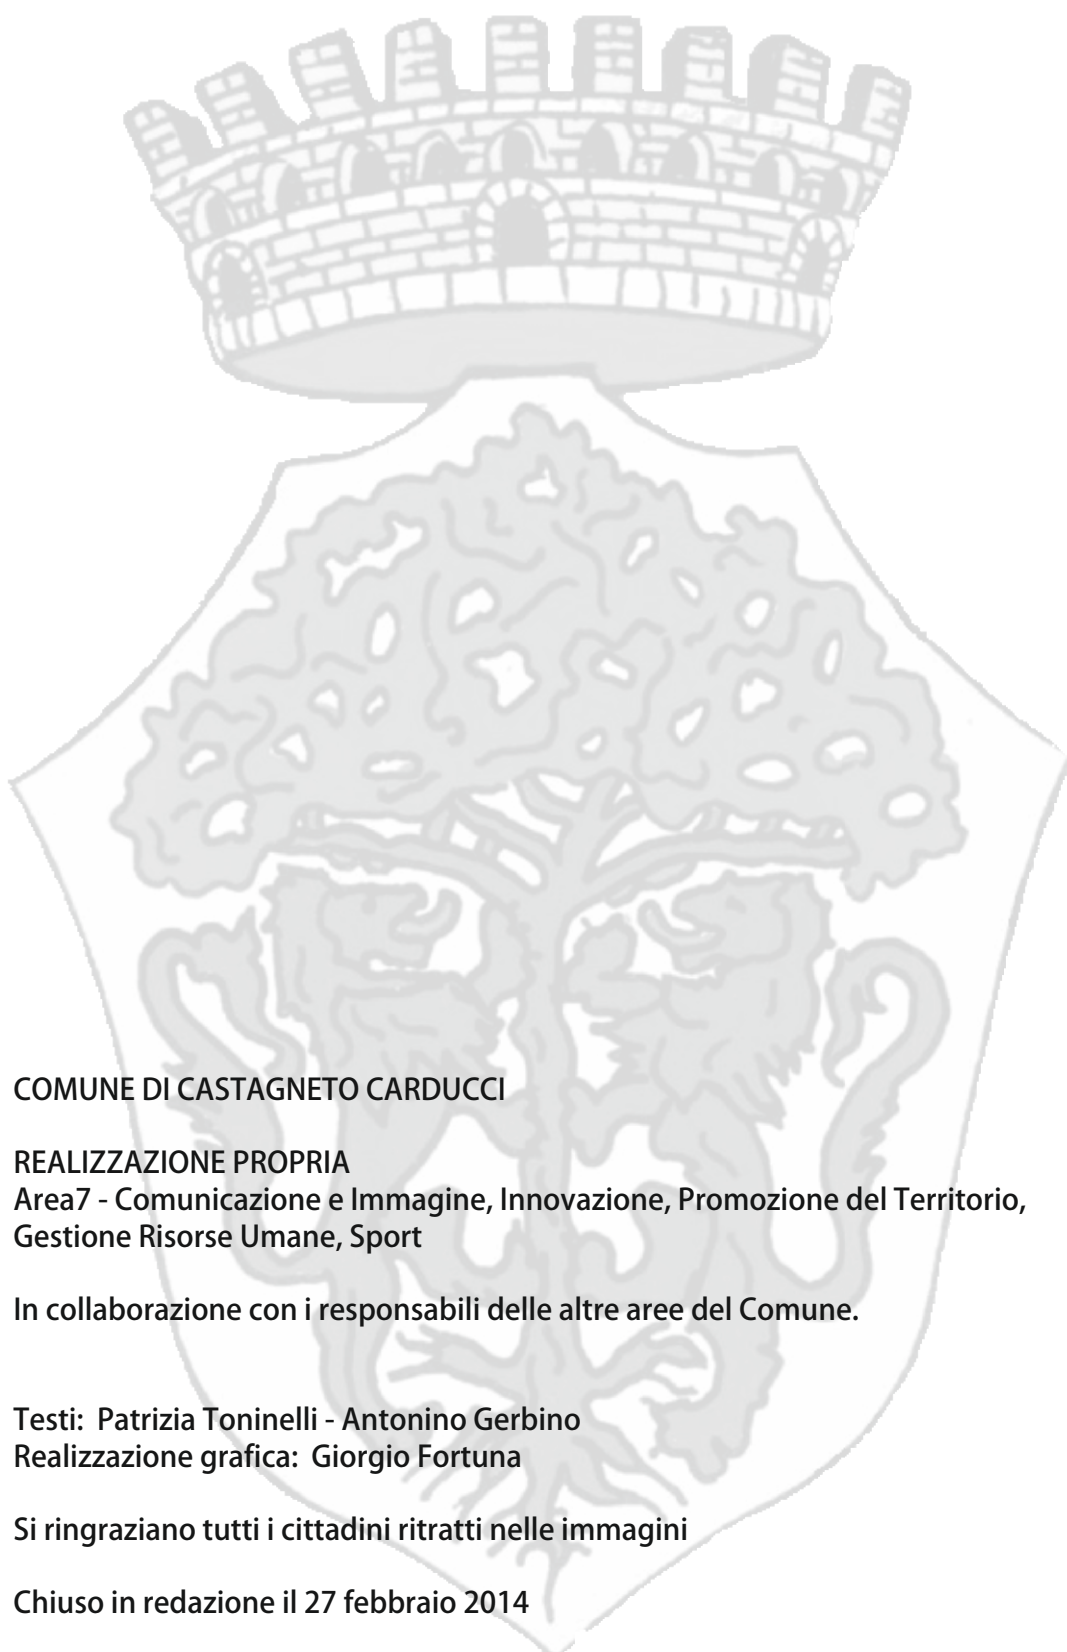 COMUNE DI CASTAGNETO CARDUCCI
REALIZZAZIONE PROPRIA
Area7 - Comunicazione e Immagine, Innovazione, Promozione del Territorio,
Gestione Risorse Umane, Sport
In collaborazione con i responsabili delle altre aree del Comune.
Testi: Patrizia Toninelli - Antonino Gerbino
Realizzazione grafica: Giorgio Fortuna
Si ringraziano tutti i cittadini ritratti nelle immagini
Chiuso in redazione il 27 febbraio 2014